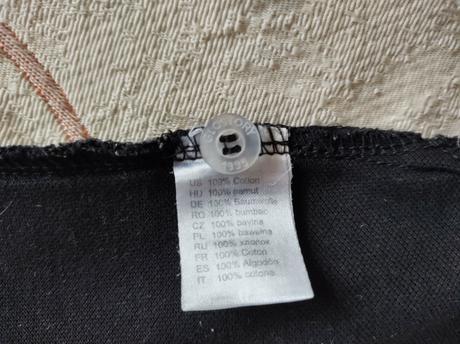 US 100% Cotton
HU 100% pamut
DE 100% Baumwolle
RO 100% bumbac
CZ 100% bavlna
PL 100% bawełna
RU 100% хлопок
FR 100% Coton
ES 100% Algodón
IT 100% cotone